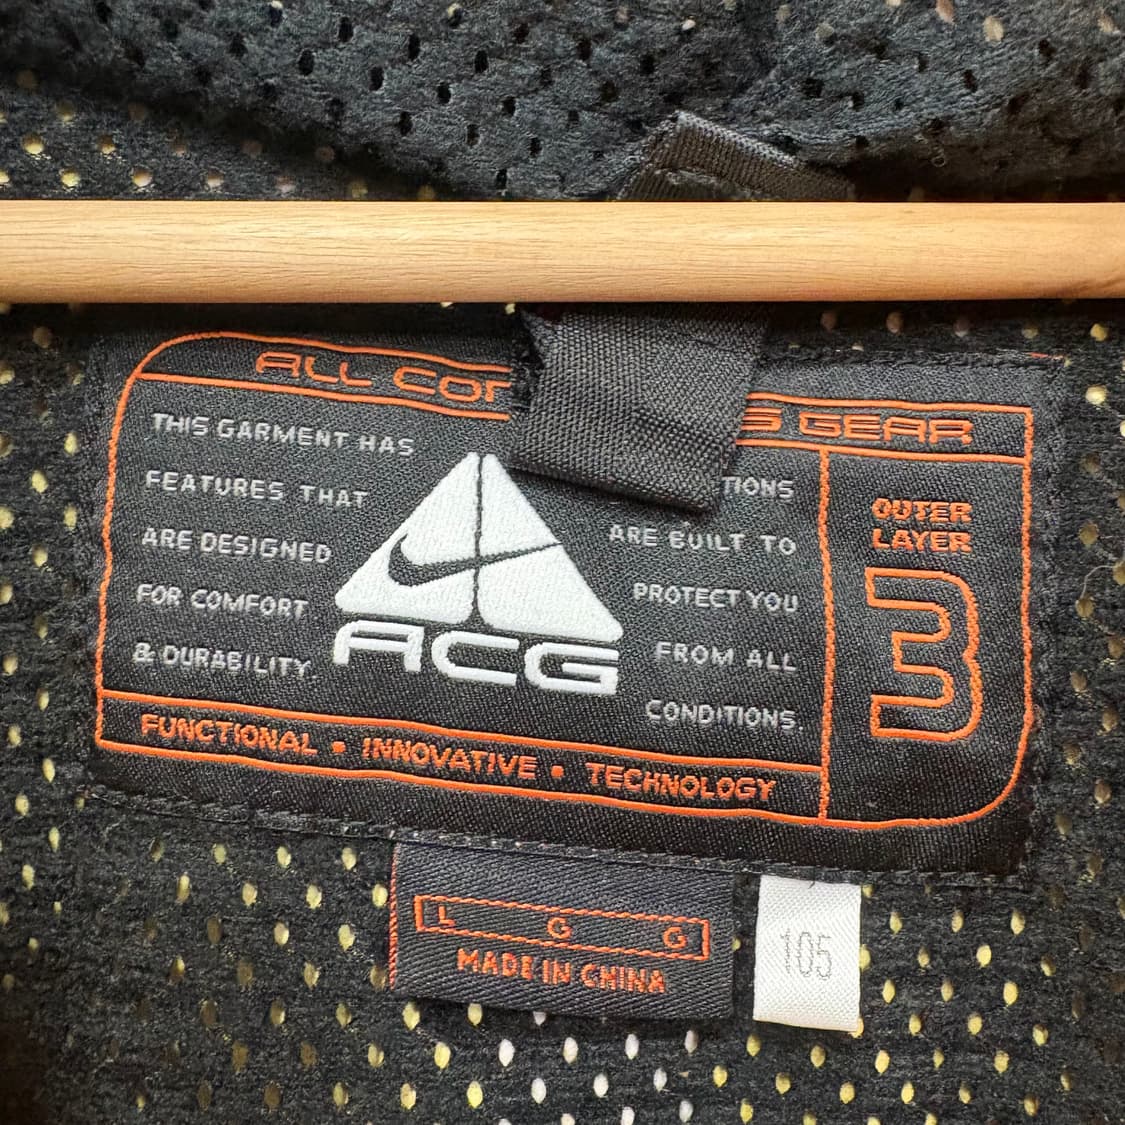 ALL CON
S GEAR
THIS GARMENT HAS
FEATURES THAT
ARE DESIGNED
FOR COMFORT
& DURABILITY.
ACG
TIONS
ARE BUILT TO
PROTECT YOU
FROM ALL
CONDITIONS.
OUTER
LAYER
3
FUNCTIONAL • INNOVATIVE • TECHNOLOGY
L G G
MADE IN CHINA
105